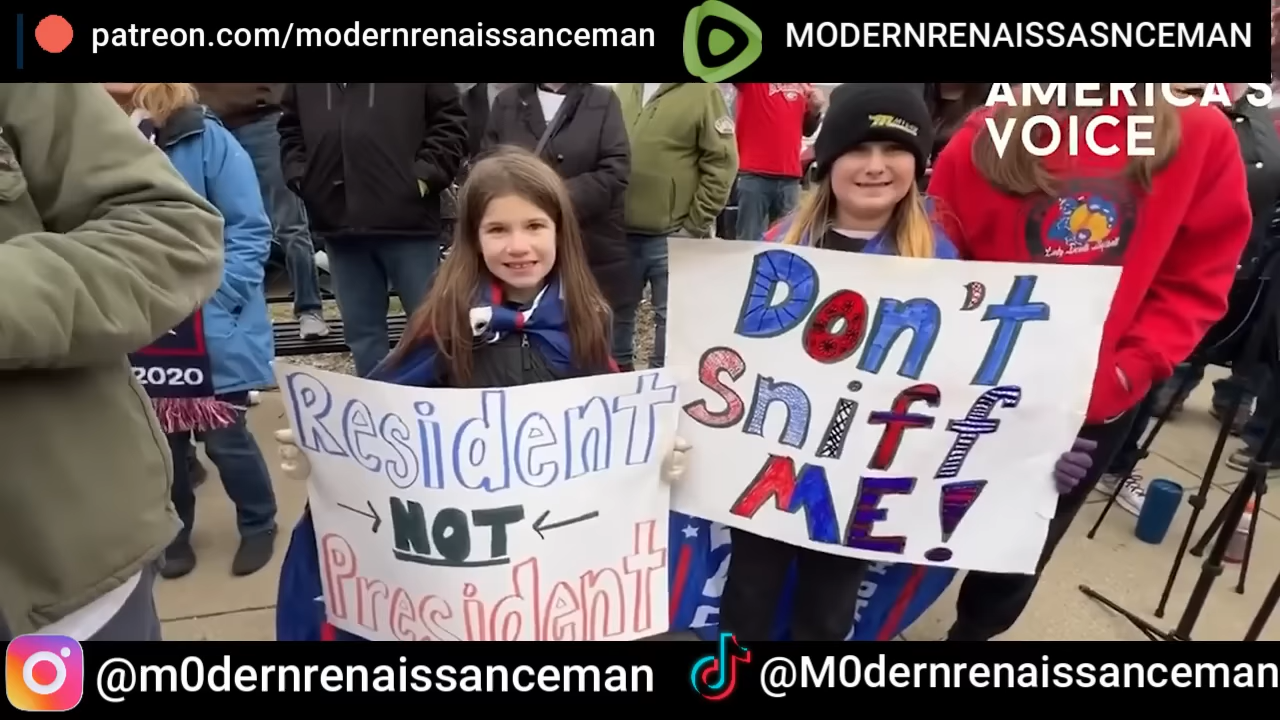 patreon.com/modernrenaissanceman
MODERNRENAISSASNCEMAN
AMERICA'S
VOICE
Don't
Sniff
ME!
Resident
NOT
President
2020
@m0dernrenaissanceman
@M0dernrenaissanceman